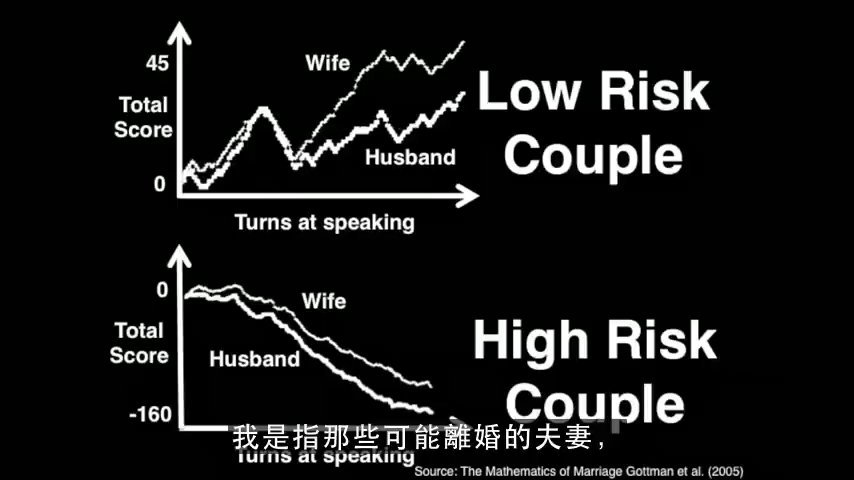 45
Total
Score
0
Wife
Husband
Turns at speaking
Low Risk
Couple
0
Total
Score
-160
Wife
Husband
Turns at speaking
High Risk
Couple
我是指那些可能離婚的夫妻,
Source: The Mathematics of Marriage Gottman et al. (2005)